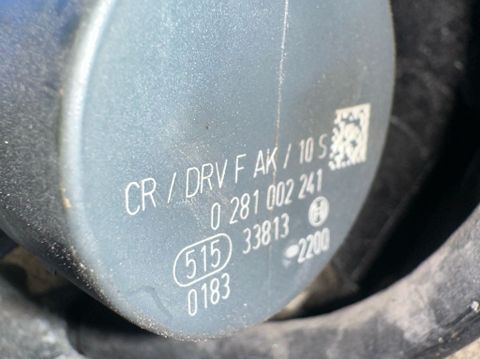 CR / DRV F AK / 10 S
0 281 002 241
515 33813
0183 2200